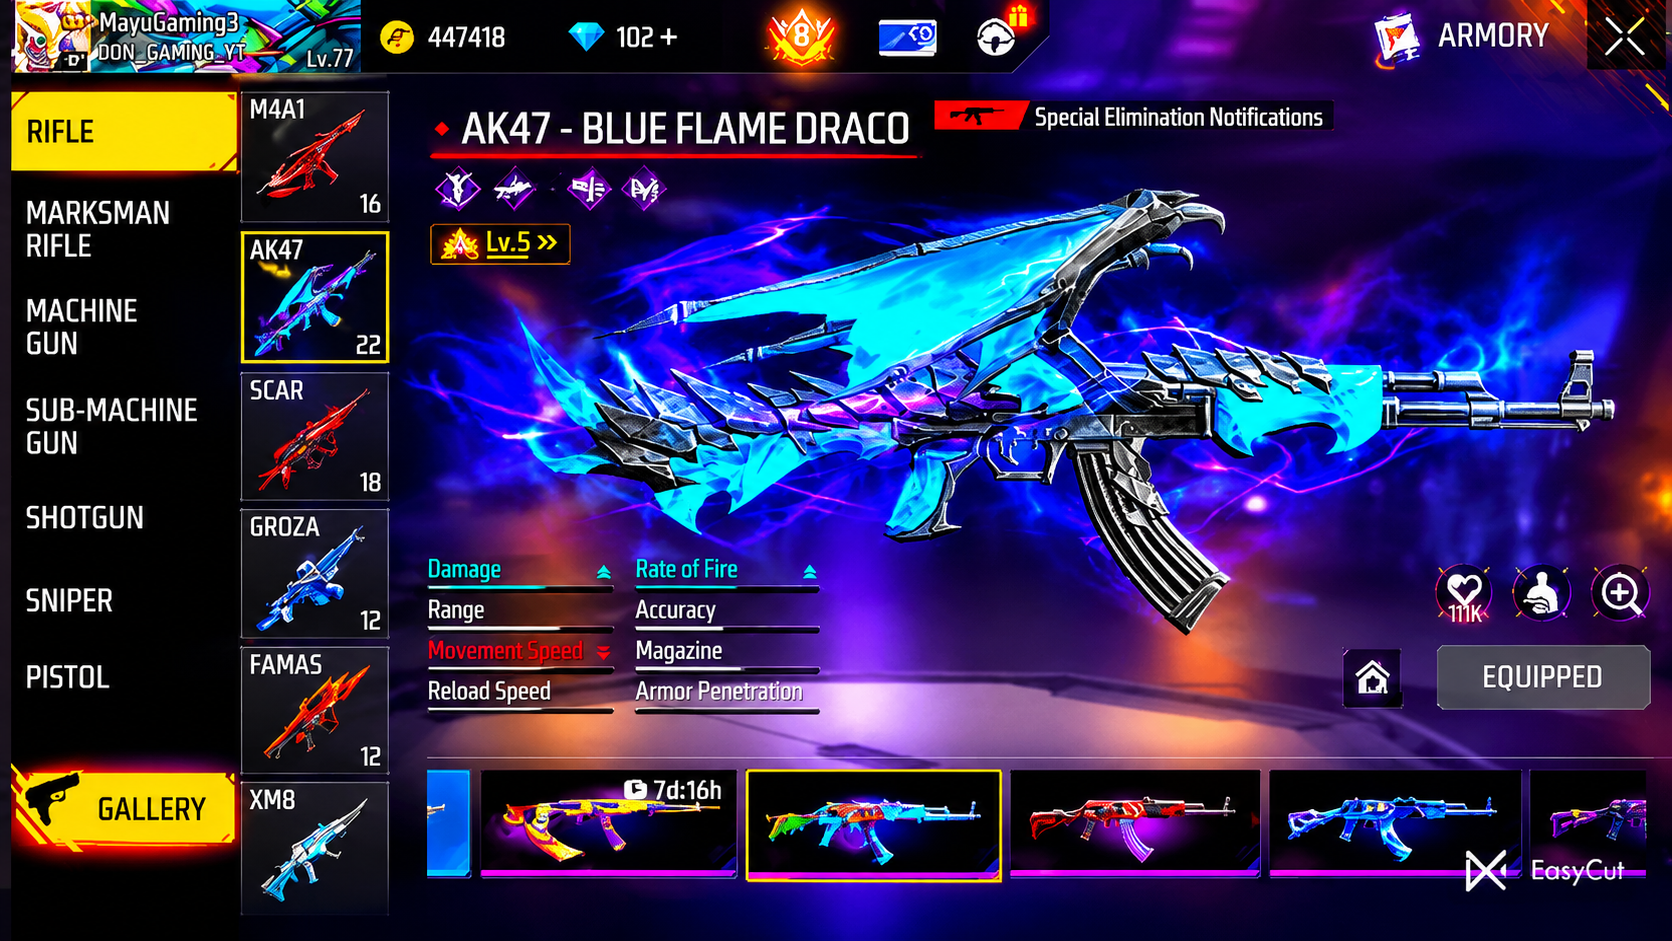 MayuGaming3
DON_GAMING_YT
Lv.77
447418
102 +
8
ARMORY
RIFLE
MARKSMAN
RIFLE
MACHINE
GUN
SUB-MACHINE
GUN
SHOTGUN
SNIPER
PISTOL
GALLERY
M4A1
16
AK47
22
SCAR
18
GROZA
12
FAMAS
12
XM8
AK47 - BLUE FLAME DRACO
Special Elimination Notifications
Lv.5 »
Damage
Rate of Fire
Range
Accuracy
Movement Speed
Magazine
Reload Speed
Armor Penetration
111K
EQUIPPED
7d:16h
EasyCut